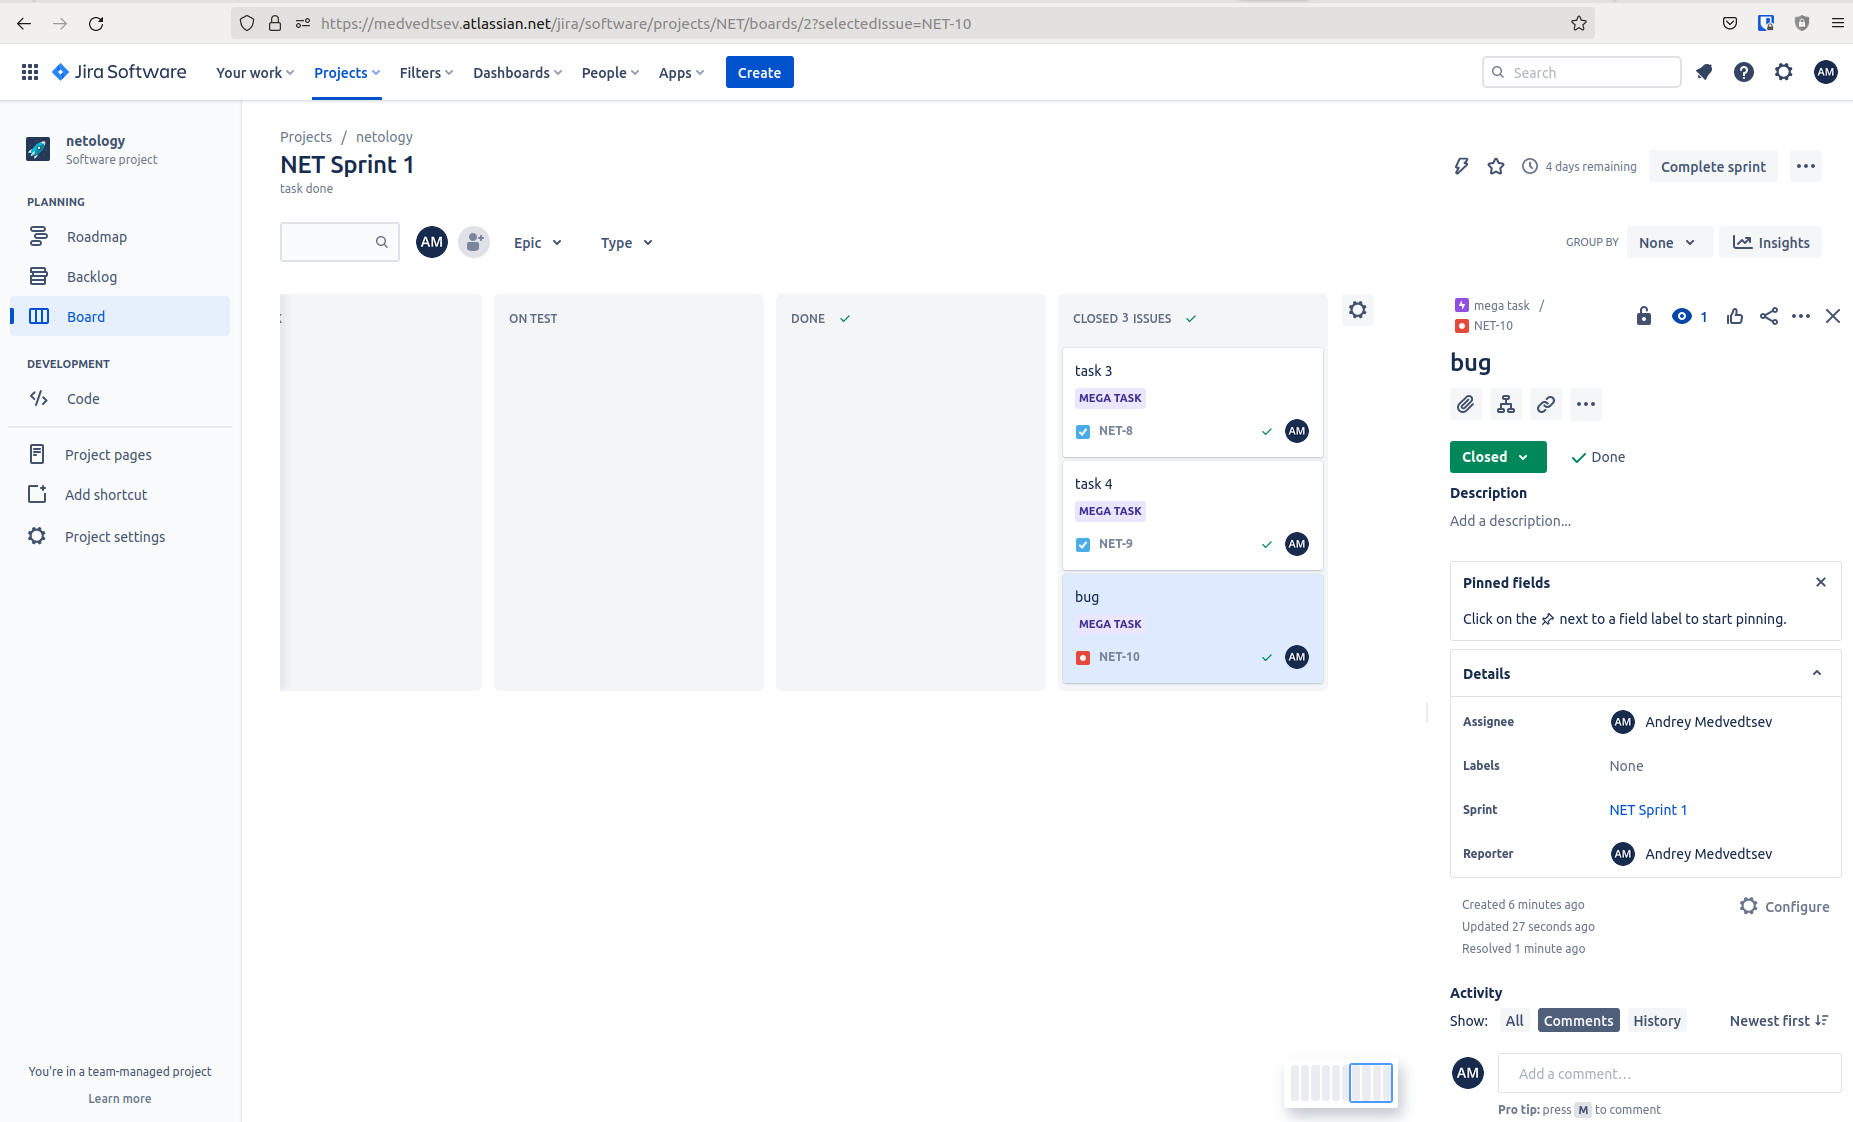 https://medvedtsev.atlassian.net/jira/software/projects/NET/boards/2?selectedIssue=NET-10
Jira Software
Your work
Projects
Filters
Dashboards
People
Apps
Create
Search
AM
netology
Software project
PLANNING
Roadmap
Backlog
Board
DEVELOPMENT
Code
Project pages
Add shortcut
Project settings
You're in a team-managed project
Learn more
Projects / netology
NET Sprint 1
task done
4 days remaining
Complete sprint
AM
Epic
Type
GROUP BY
None
Insights
ON TEST
DONE
CLOSED 3 ISSUES
task 3
MEGA TASK
NET-8
AM
task 4
MEGA TASK
NET-9
AM
bug
MEGA TASK
NET-10
AM
mega task /
NET-10
1
bug
Closed
Done
Description
Add a description...
Pinned fields
Click on the next to a field label to start pinning.
Details
Assignee
AM Andrey Medvedtsev
Labels
None
Sprint
NET Sprint 1
Reporter
AM Andrey Medvedtsev
Created 6 minutes ago
Updated 27 seconds ago
Resolved 1 minute ago
Configure
Activity
Show: All Comments History
Newest first
AM
Add a comment...
Pro tip: press M to comment